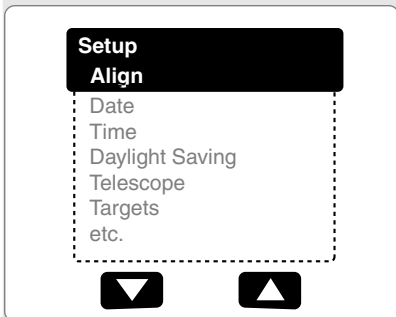 Setup
Align
Date
Time
Daylight Saving
Telescope
Targets
etc.